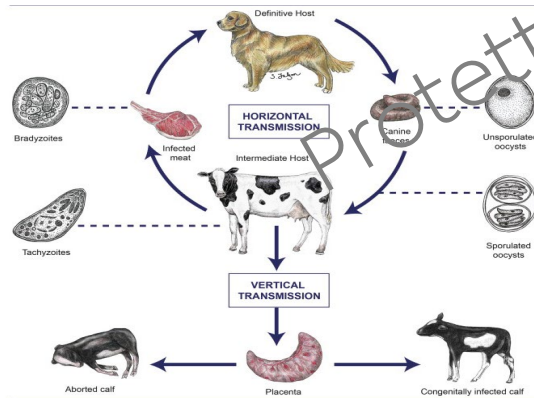 Definitive Host
HORIZONTAL
TRANSMISSION
Bradyzoites
Infected
meat
Canine
feaces
Unsporulated
oocysts
Intermediate Host
Tachyzoites
Sporulated
oocysts
VERTICAL
TRANSMISSION
Aborted calf
Placenta
Congenitally infected calf